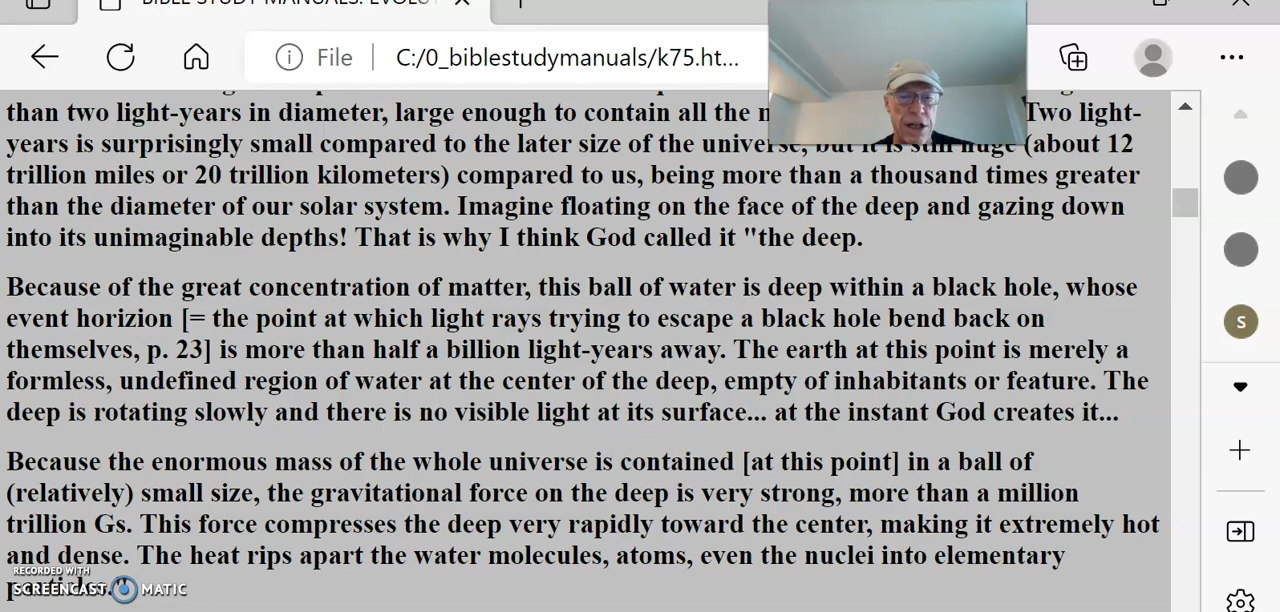 BIBLE STUDY MANUALS: EVOLU
File
C:/0_biblestudymanuals/k75.ht...
than two light-years in diameter, large enough to contain all the Two light-
years is surprisingly small compared to the later size of the universe, but it is still huge (about 12
trillion miles or 20 trillion kilometers) compared to us, being more than a thousand times greater
than the diameter of our solar system. Imagine floating on the face of the deep and gazing down
into its unimaginable depths! That is why I think God called it "the deep.
Because of the great concentration of matter, this ball of water is deep within a black hole, whose
event horizion [= the point at which light rays trying to escape a black hole bend back on
themselves, p. 23] is more than half a billion light-years away. The earth at this point is merely a
formless, undefined region of water at the center of the deep, empty of inhabitants or feature. The
deep is rotating slowly and there is no visible light at its surface... at the instant God creates it...
Because the enormous mass of the whole universe is contained [at this point] in a ball of
(relatively) small size, the gravitational force on the deep is very strong, more than a million
trillion Gs. This force compresses the deep very rapidly toward the center, making it extremely hot
and dense. The heat rips apart the water molecules, atoms, even the nuclei into elementary
particles."
RECORDED WITH
SCREENCAST MATIC
S